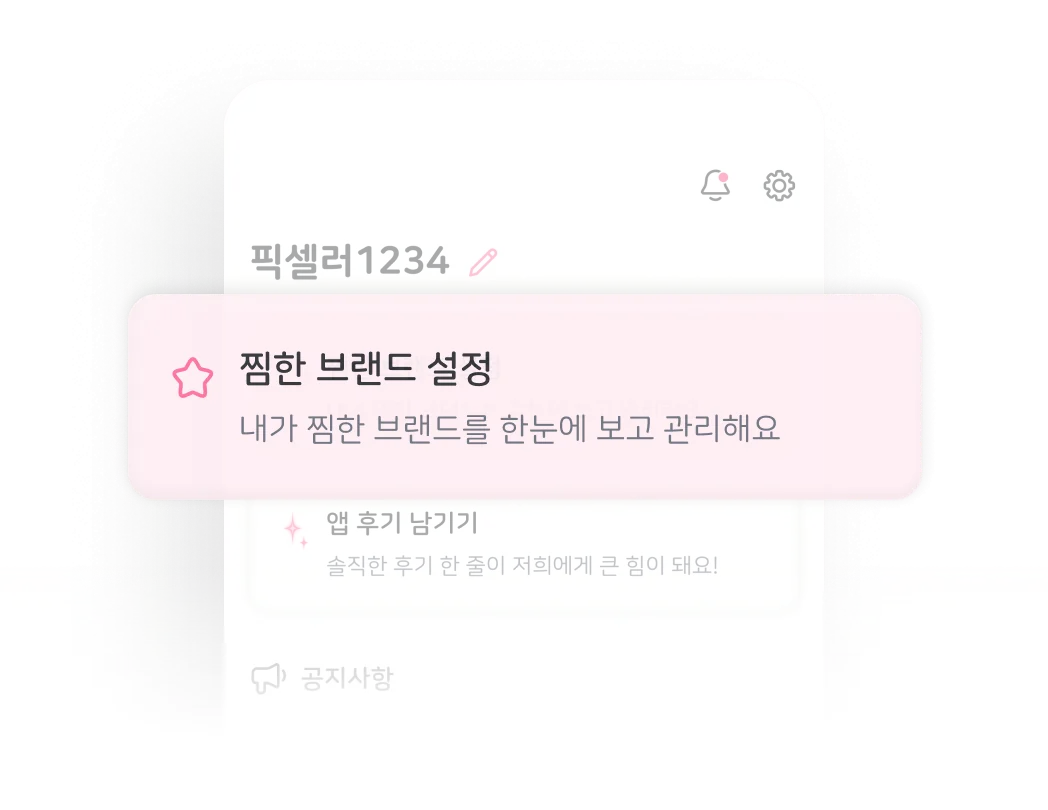 픽셀러1234
찜한 브랜드 설정
내가 찜한 브랜드를 한눈에 보고 관리해요
앱 후기 남기기
솔직한 후기 한 줄이 저희에게 큰 힘이 돼요!
공지사항